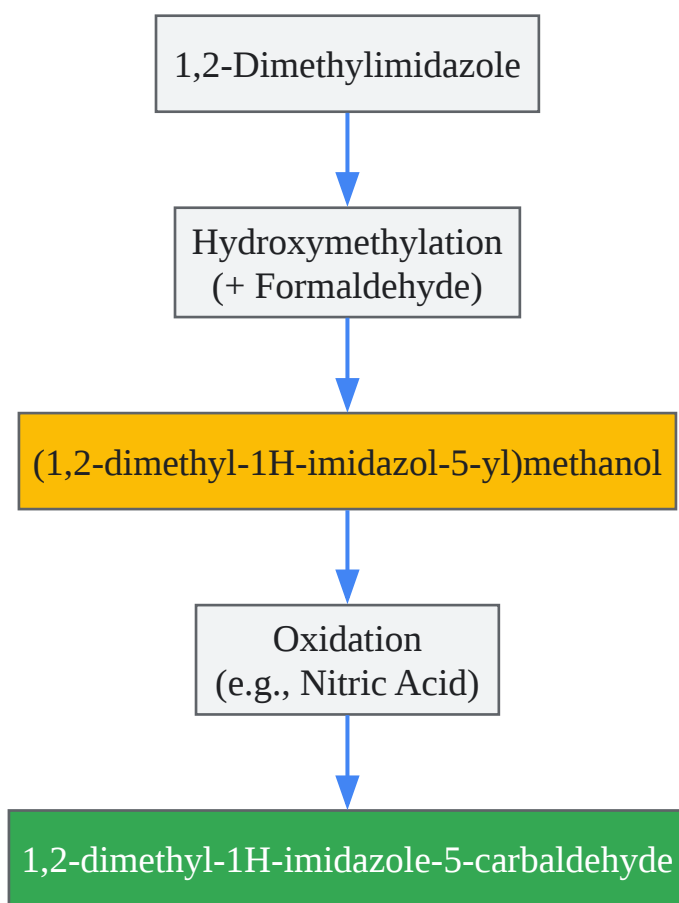 1,2-Dimethylimidazole
Hydroxymethylation
(+ Formaldehyde)
(1,2-dimethyl-1H-imidazol-5-yl)methanol
Oxidation
(e.g., Nitric Acid)
1,2-dimethyl-1H-imidazole-5-carbaldehyde